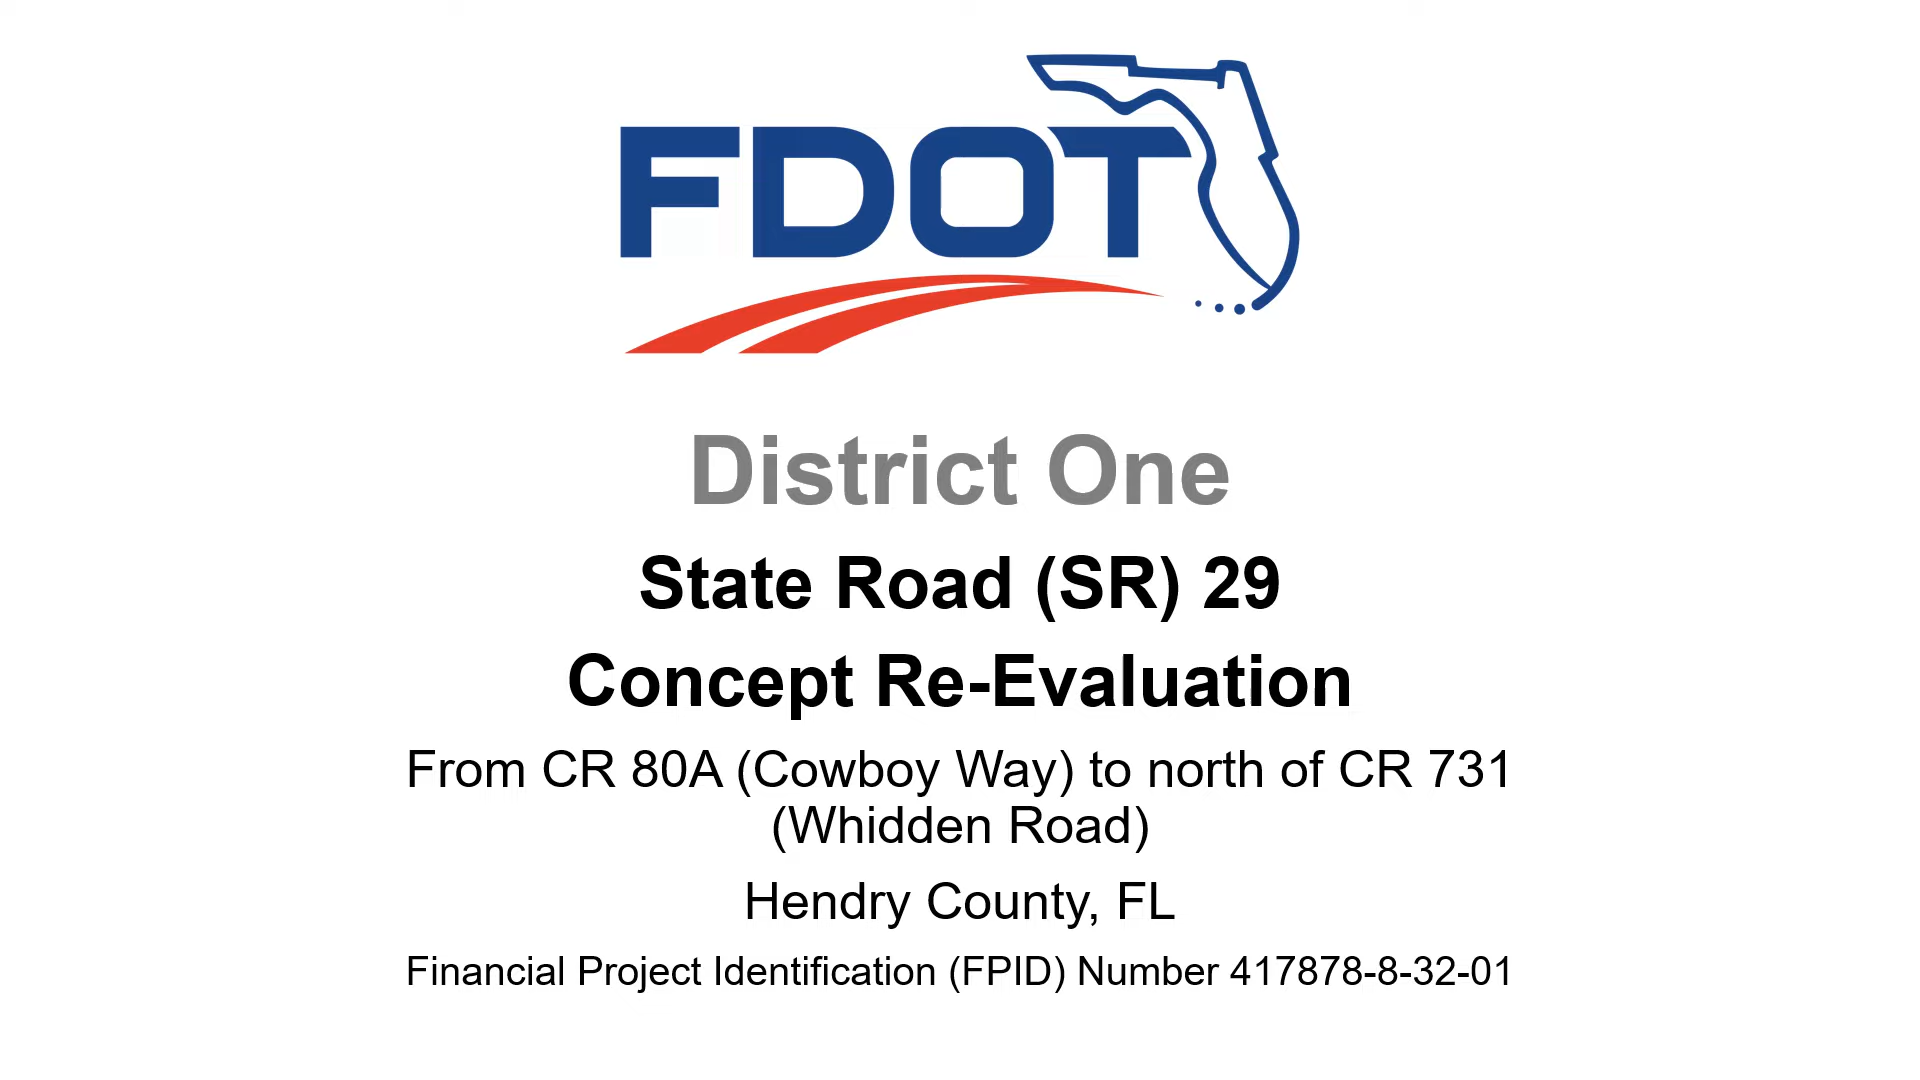 FDOT
District One
State Road (SR) 29
Concept Re-Evaluation
From CR 80A (Cowboy Way) to north of CR 731
(Whidden Road)
Hendry County, FL
Financial Project Identification (FPID) Number 417878-8-32-01